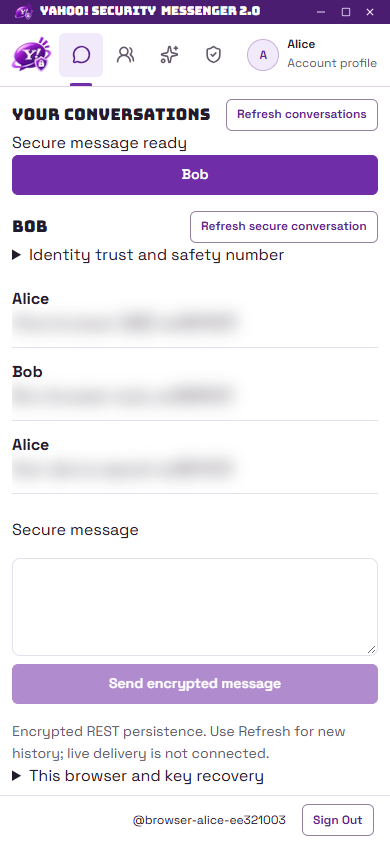 YAHOO! SECURITY MESSENGER 2.0
Y!
A
Alice
Account profile
YOUR CONVERSATIONS
Refresh conversations
Secure message ready
Bob
BOB
Refresh secure conversation
Identity trust and safety number
Alice
Bob
Alice
Secure message
Send encrypted message
Encrypted REST persistence. Use Refresh for new
history; live delivery is not connected.
This browser and key recovery
@browser-alice-ee321003
Sign Out